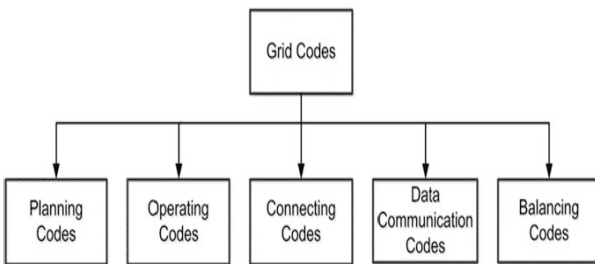 Grid Codes
Planning
Codes
Operating
Codes
Connecting
Codes
Data
Communication
Codes
Balancing
Codes